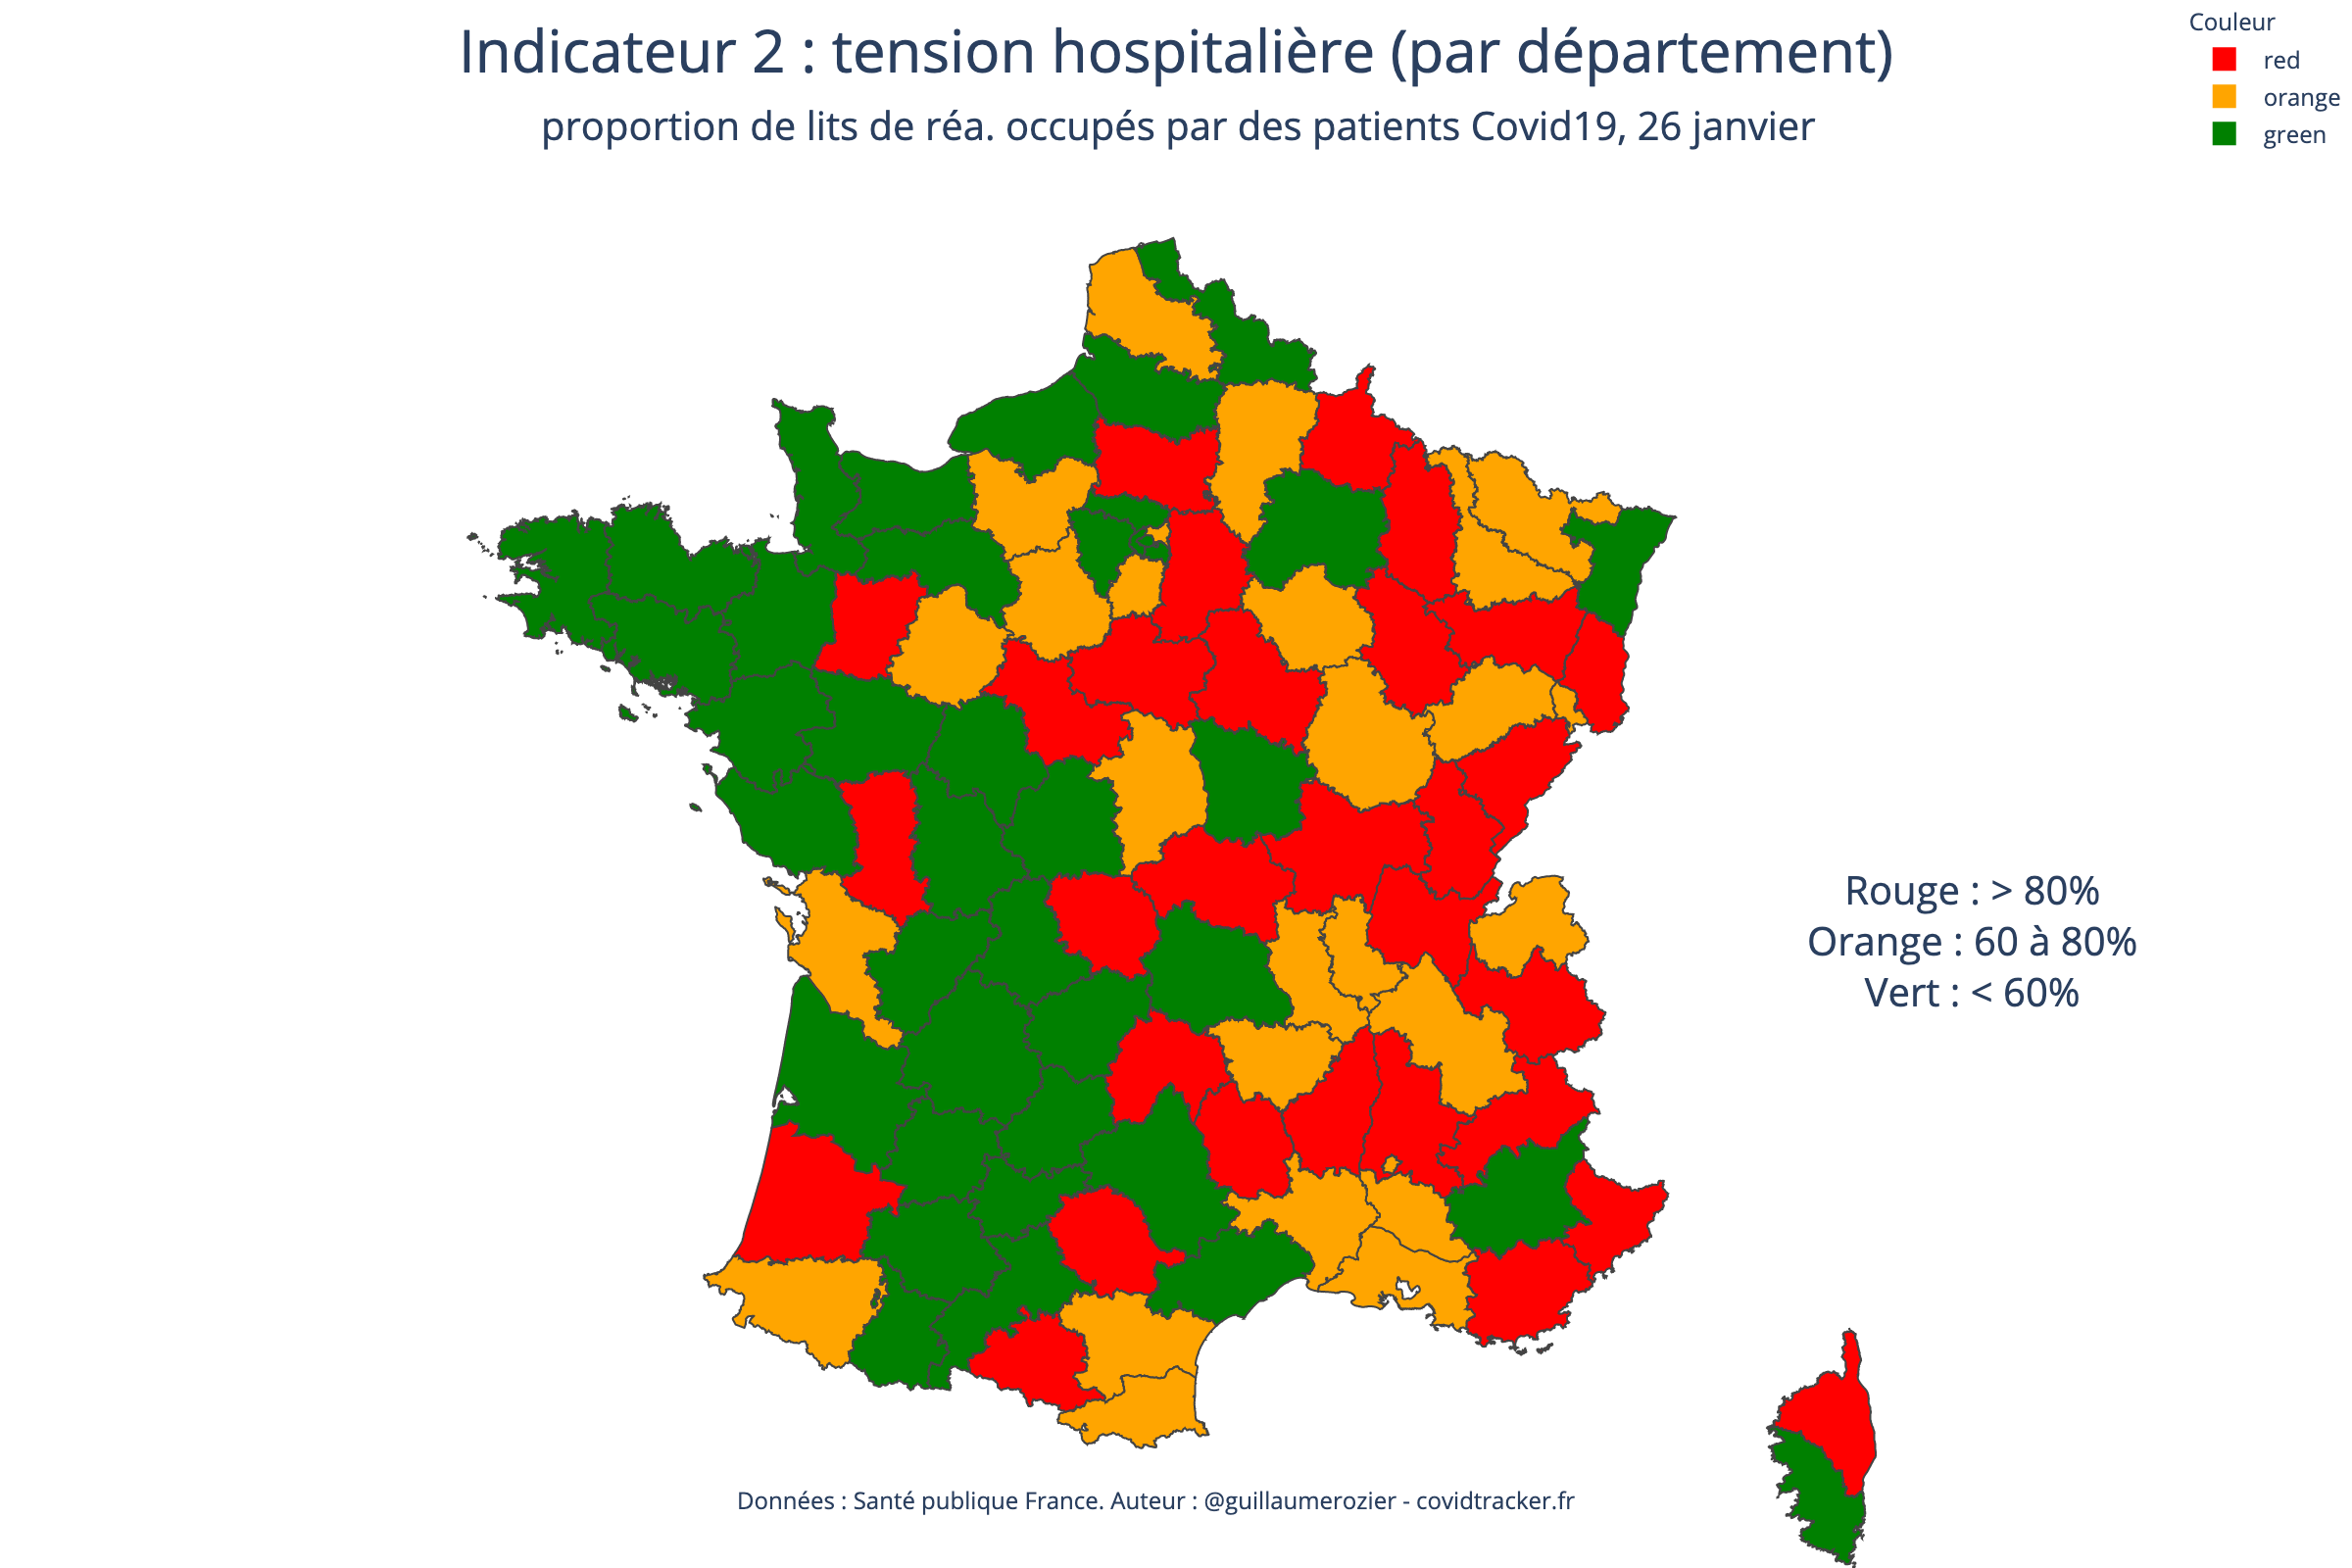 Indicateur 2 : tension hospitalière (par département)
proportion de lits de réa. occupés par des patients Covid19, 26 janvier
Couleur
red
orange
green
Rouge : > 80%
Orange : 60 à 80%
Vert : < 60%
Données : Santé publique France. Auteur : @guillaumerozier - covidtracker.fr